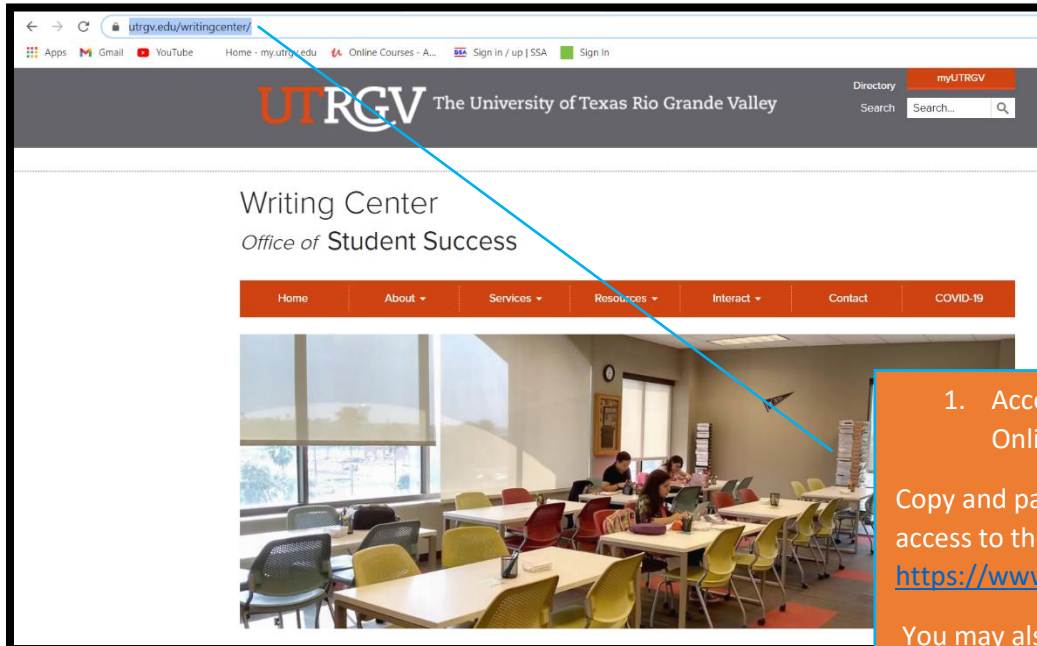 utrgv.edu/writingcenter/
Apps Gmail YouTube Home - my.utrgv.edu Online Courses - A... Sign in / up | SSA Sign In
UTRGV The University of Texas Rio Grande Valley
Directory myUTRGV
Search Search...
Writing Center
Office of Student Success
Home About Services Resources Interact Contact COVID-19
1. Acce
Onli
Copy and pa
access to th
https://www
You may als